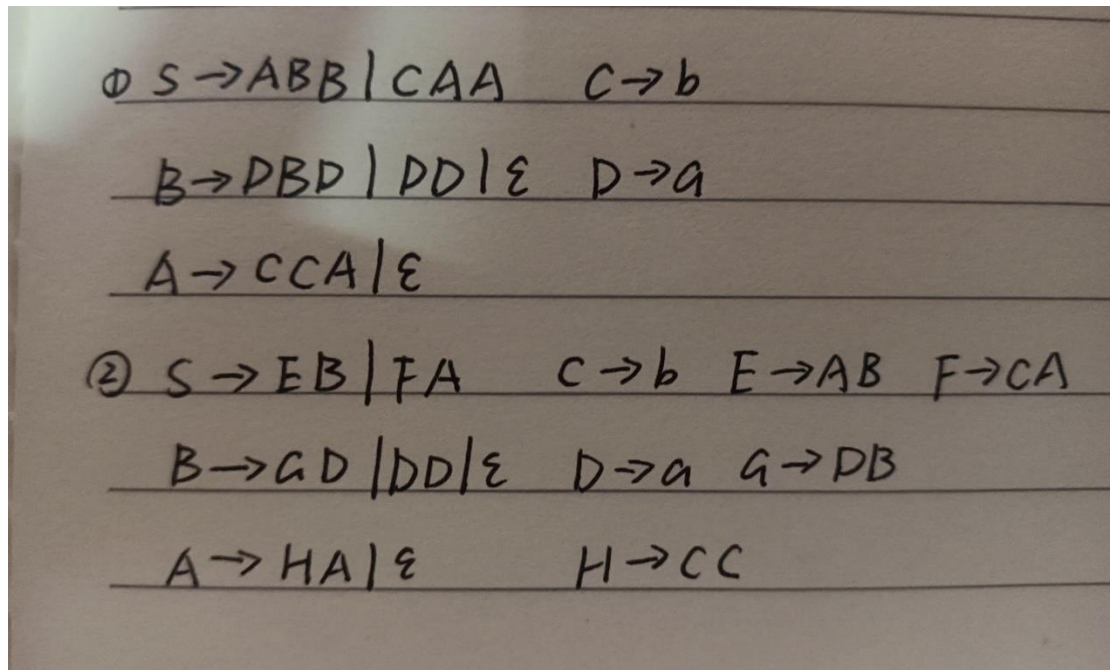 ① S→ABB|CAA C→b
B→DBD|DD|ε D→a
A→CCA|ε
② S→EB|FA C→b E→AB F→CA
B→GD|DD|ε D→a G→DB
A→HA|ε H→CC